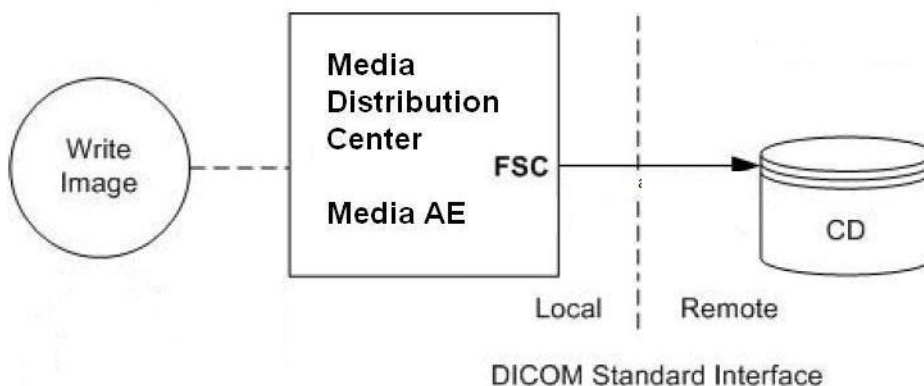 Write
Image
Media
Distribution
Center
FSC
Media AE
a
CD
Local
Remote
DICOM Standard Interface